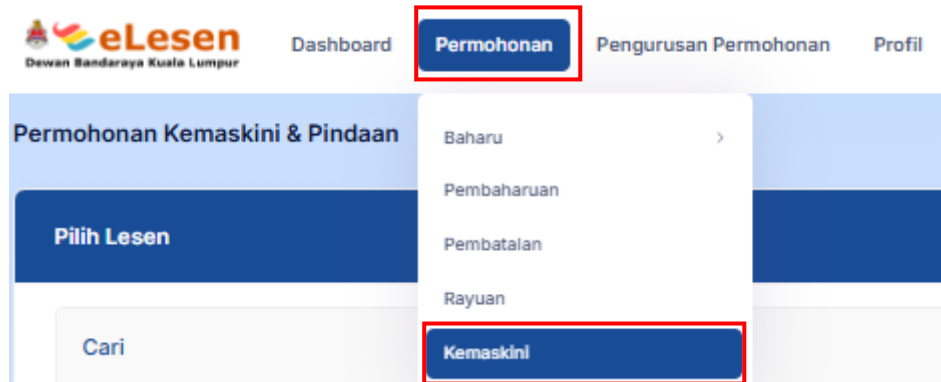 eLesen
Dewan Bandaraya Kuala Lumpur
Dashboard
Permohonan
Pengurusan Permohonan
Profil
Permohonan Kemaskini & Pindaan
Baharu
Pembaharuan
Pilih Lesen
Pembatalan
Rayuan
Cari
Kemaskini